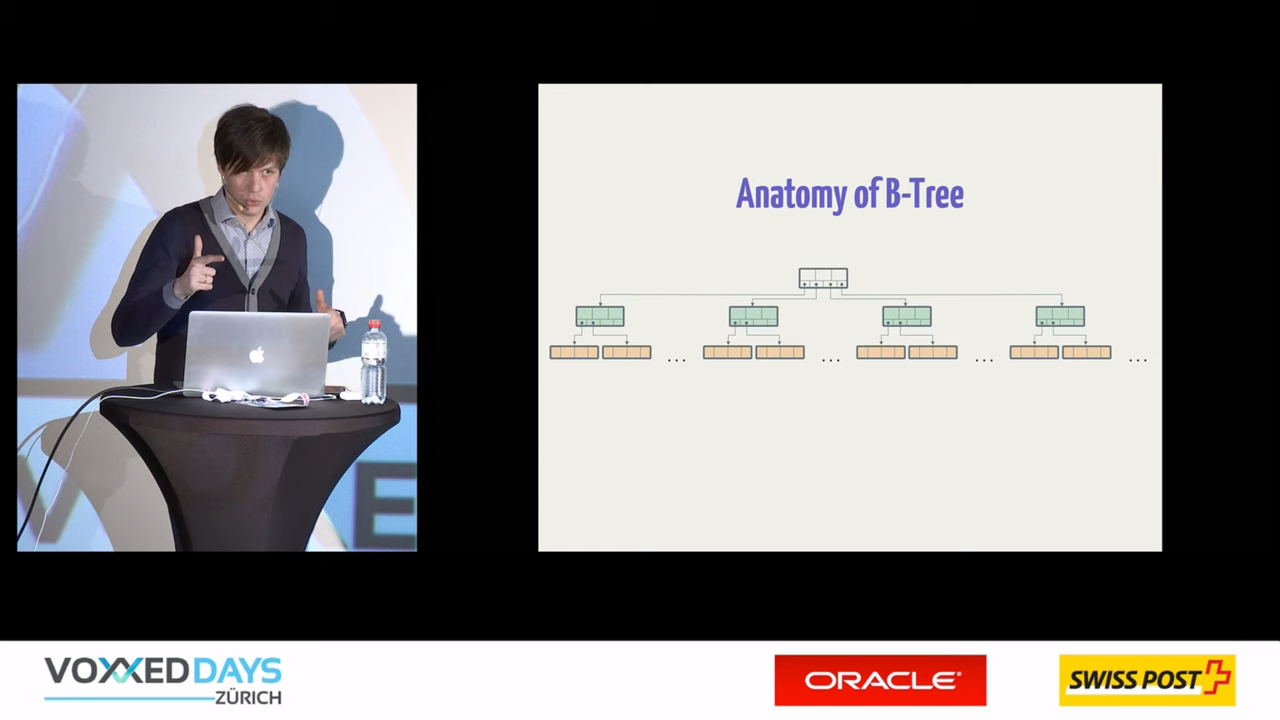 Anatomy of B-Tree
... ... ... ...
VOXXED DAYS
ZÜRICH
ORACLE®
SWISS POST